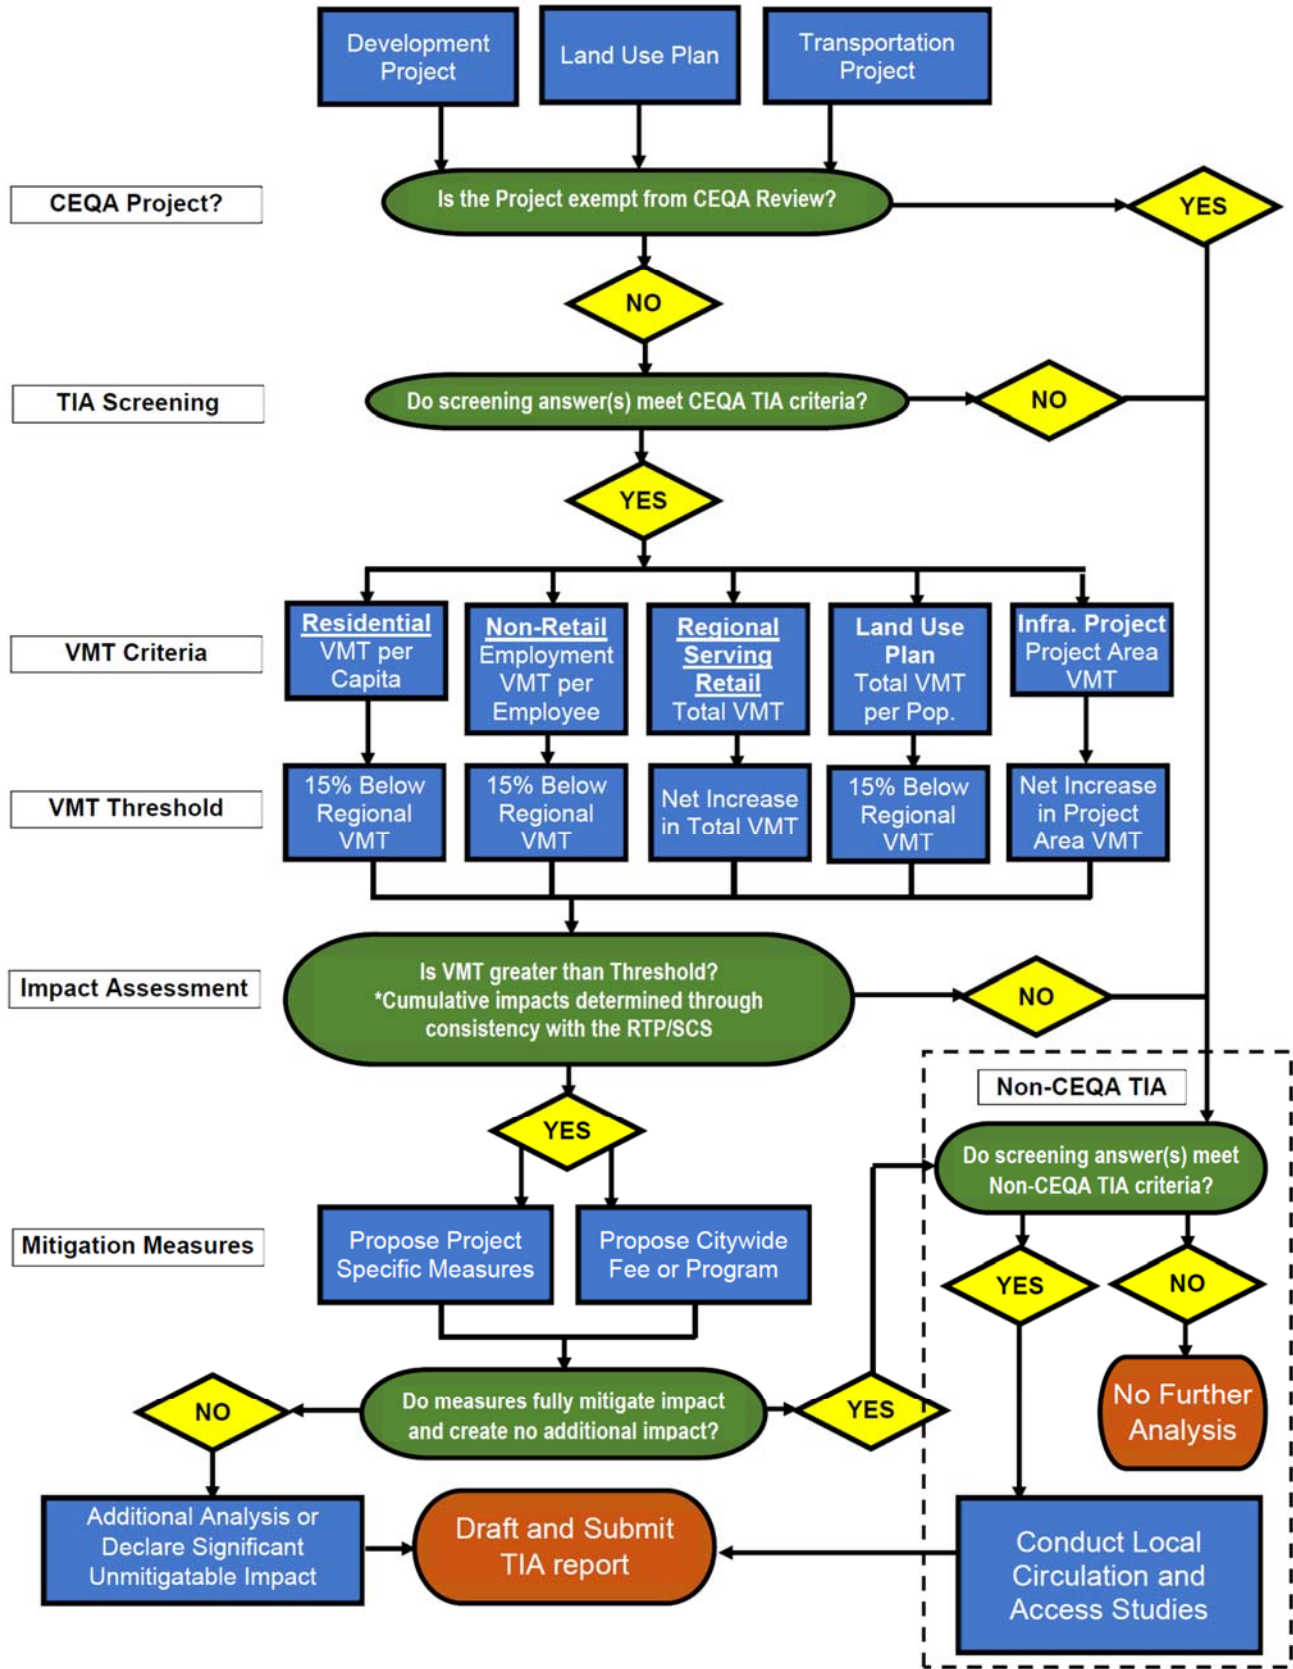 Development
Project
Land Use Plan
Transportation
Project
CEQA Project?
Is the Project exempt from CEQA Review?
YES
NO
TIA Screening
Do screening answer(s) meet CEQA TIA criteria?
NO
YES
VMT Criteria
Residential
VMT per
Capita
Non-Retail
Employment
VMT per
Employee
Regional
Serving
Retail
Total VMT
Land Use
Plan
Total VMT
per Pop.
Infra. Project
Project Area
VMT
VMT Threshold
15% Below
Regional
VMT
15% Below
Regional
VMT
Net Increase
in Total VMT
15% Below
Regional
VMT
Net Increase
in Project
Area VMT
Impact Assessment
Is VMT greater than Threshold?
*Cumulative impacts determined through
consistency with the RTP/SCS
NO
YES
Non-CEQA TIA
Do screening answer(s) meet
Non-CEQA TIA criteria?
Mitigation Measures
Propose Project
Specific Measures
Propose Citywide
Fee or Program
YES
NO
NO
Do measures fully mitigate impact
and create no additional impact?
YES
No Further
Analysis
Additional Analysis or
Declare Significant
Unmitigatable Impact
Draft and Submit
TIA report
Conduct Local
Circulation and
Access Studies